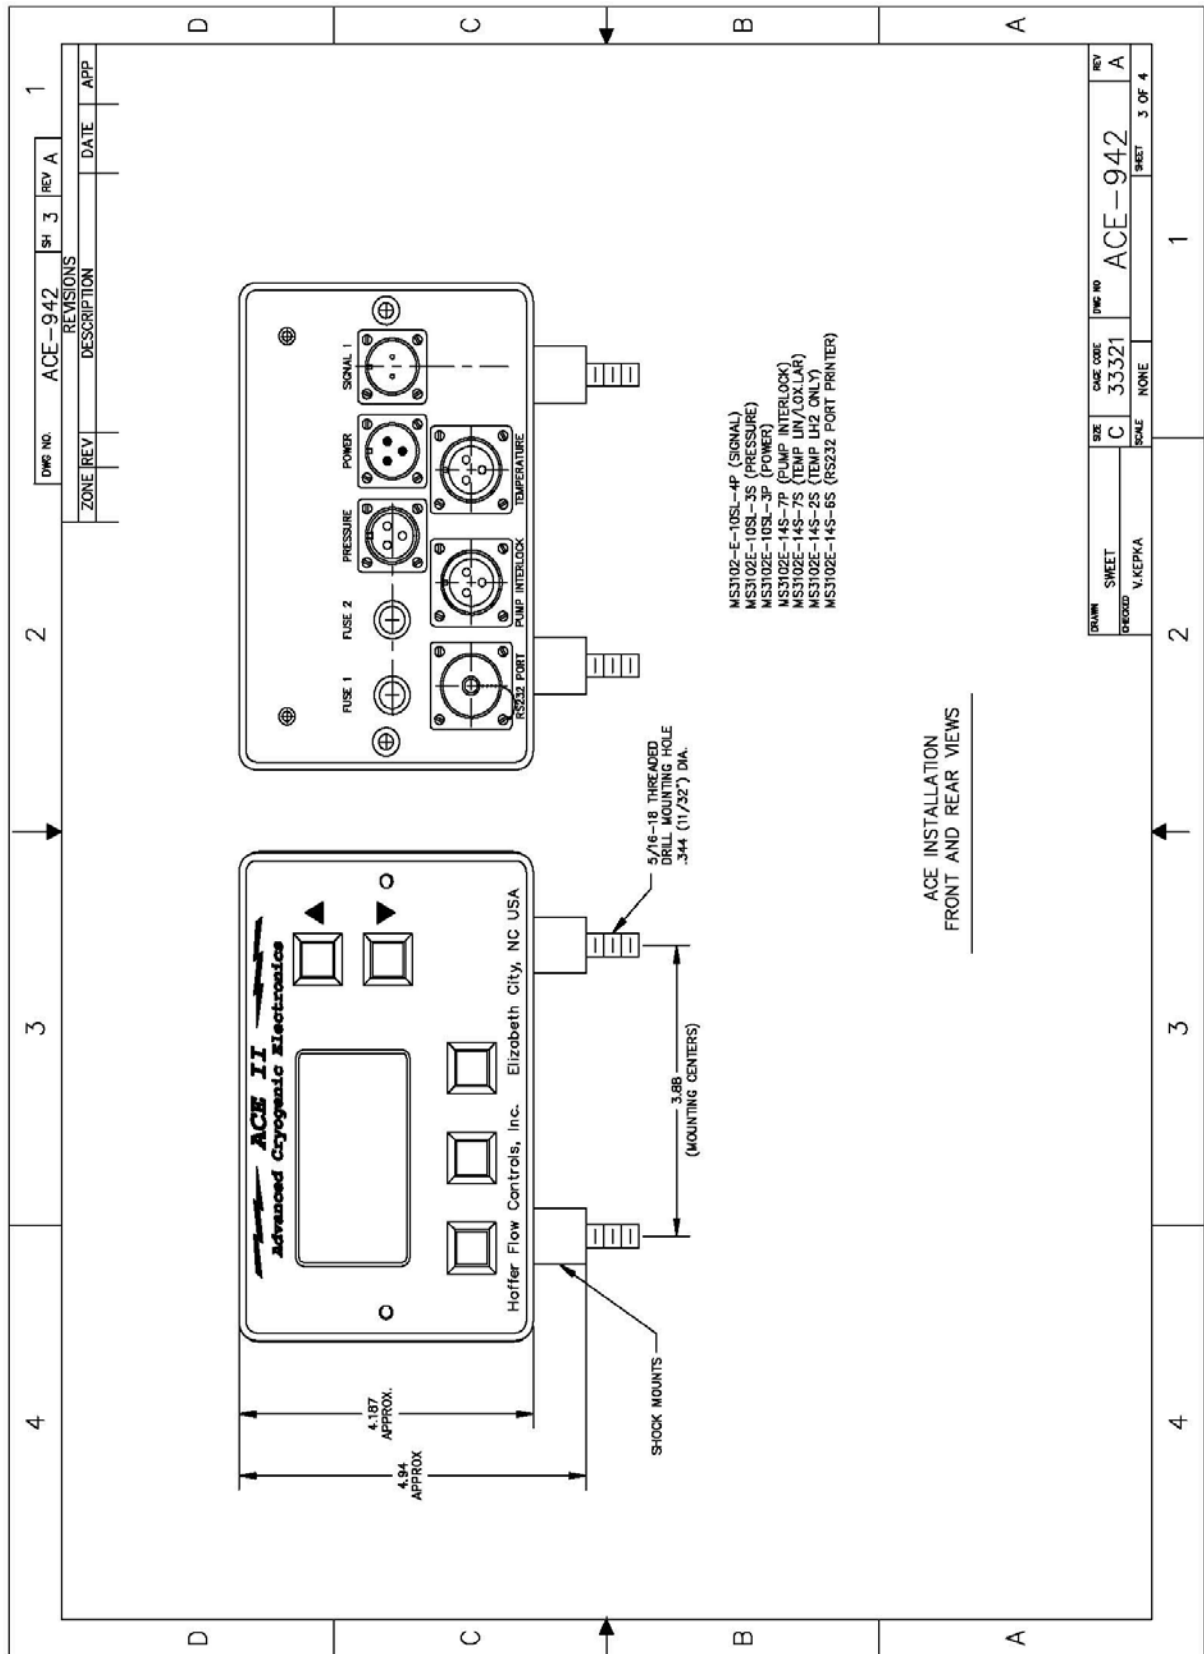 4
3
2
1
DWG NO.
ACE-942
SH
3
REV
A
REVISIONS
ZONE
REV
DESCRIPTION
DATE
APP
D
D
C
C
B
B
A
A
ACE II
Advanced Cryogenic Electronics
Hoffer Flow Controls, Inc.
Elizabeth City, NC USA
4.187
APPROX.
4.94
APPROX
SHOCK MOUNTS
3.88
(MOUNTING CENTERS)
5/16-18 THREADED
DRILL MOUNTING HOLE
.344 (11/32") DIA.
FUSE 1
FUSE 2
PRESSURE
POWER
SIGNAL 1
RS232 PORT
PUMP INTERLOCK
TEMPERATURE
MS3102-E-10SL-4P (SIGNAL)
MS3102E-10SL-3S (PRESSURE)
MS3102E-10SL-3P (POWER)
MS3102E-14S-7P (PUMP INTERLOCK)
MS3102E-14S-7S (TEMP LIN/LOX.LAR)
MS3102E-14S-2S (TEMP LH2 ONLY)
MS3102E-14S-6S (RS232 PORT PRINTER)
ACE INSTALLATION
FRONT AND REAR VIEWS
DRAWN
SWEET
CHECKED
V.KEPKA
SIZE
C
CAGE CODE
33321
DWG NO
ACE-942
REV
A
SCALE
NONE
SHEET
3 OF 4
4
3
2
1